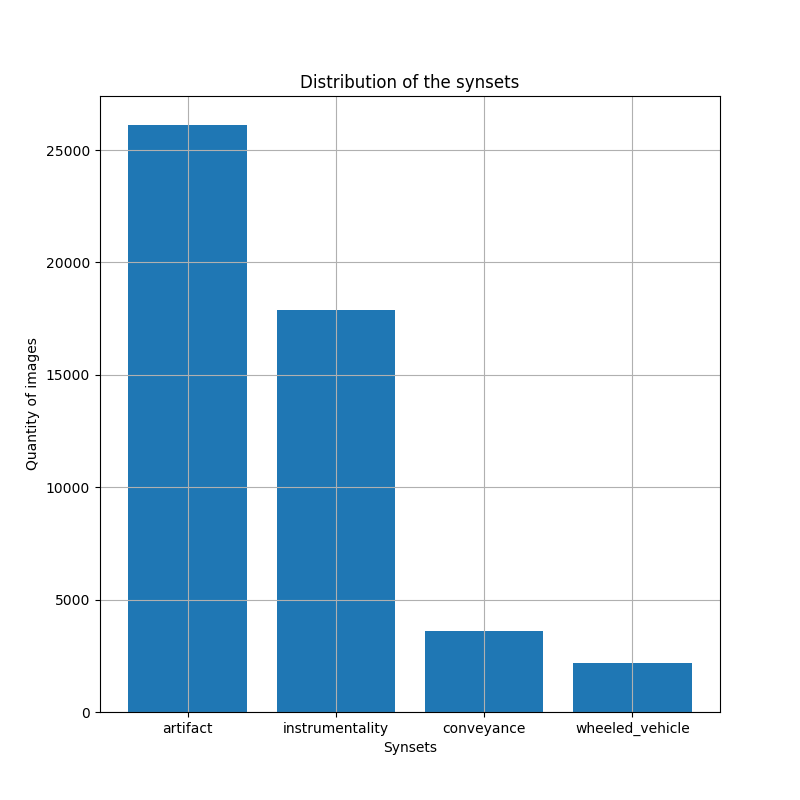 Distribution of the synsets
25000
20000
15000
10000
5000
0
Quantity of images
artifact instrumentality conveyance wheeled_vehicle
Synsets